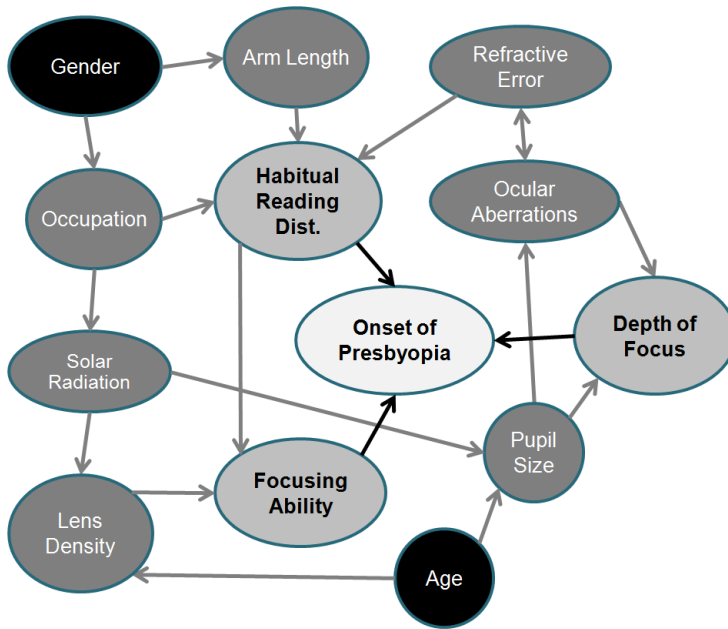 Gender
Arm Length
Refractive
Error
Occupation
Habitual
Reading
Dist.
Ocular
Aberrations
Onset of
Presbyopia
Depth of
Focus
Solar
Radiation
Pupil
Size
Focusing
Ability
Lens
Density
Age